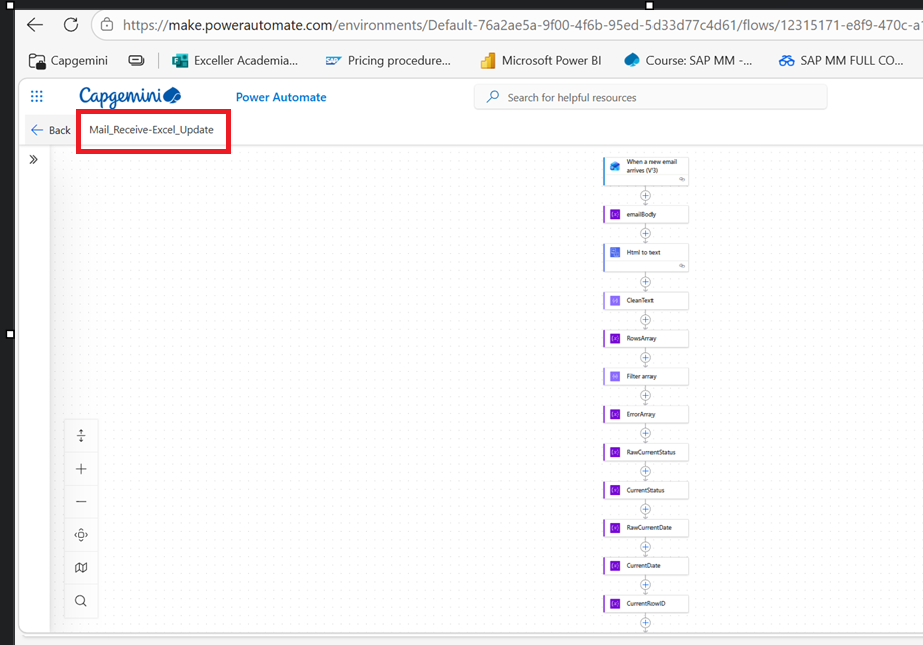 https://make.powerautomate.com/environments/Default-76a2ae5a-9f00-4f6b-95ed-5d33d77c4d61/flows/12315171-e8f9-470c-a
Capgemini
Exceller Academia...
Pricing procedure...
Microsoft Power BI
Course: SAP MM -...
SAP MM FULL CO...
Capgemini
Power Automate
Search for helpful resources
Back
Mail_Receive-Excel_Update
When a new email
arrives (V3)
emailBodly
Html to text
CleanTextt
RowsArray
Filter array
ErrorArray
RawCurrentStatus
CurrentStatus
RawCurrentDate
CurrentDiate
CurrentRowID